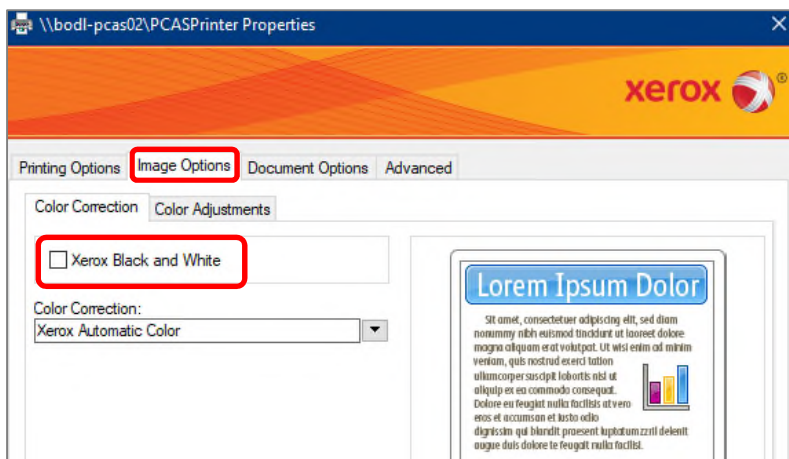 \\bodl-pcas02\PCASPrinter Properties
xerox ®
Printing Options Image Options Document Options Advanced
Color Correction Color Adjustments
Xerox Black and White
Color Correction:
Xerox Automatic Color
Lorem Ipsum Dolor
Sit amet, consectetuer adipiscing elit, sed diam
nonummy nibh euismod tincidunt ut laoreet dolore
magna aliquam erat volutpat. Ut wisi enim ad minim
veniam, quis nostrud exerci tation
ullamcorper suscipit lobortis nisl ut
aliquip ex ea commodo consequat.
Dolore eu feugiat nulla facilisis at vero
eros et accumsan et iusto odio
dignissim qui blandit praesent luptatum zzril delenit
augue duis dolore te feugait nulla facilisi.